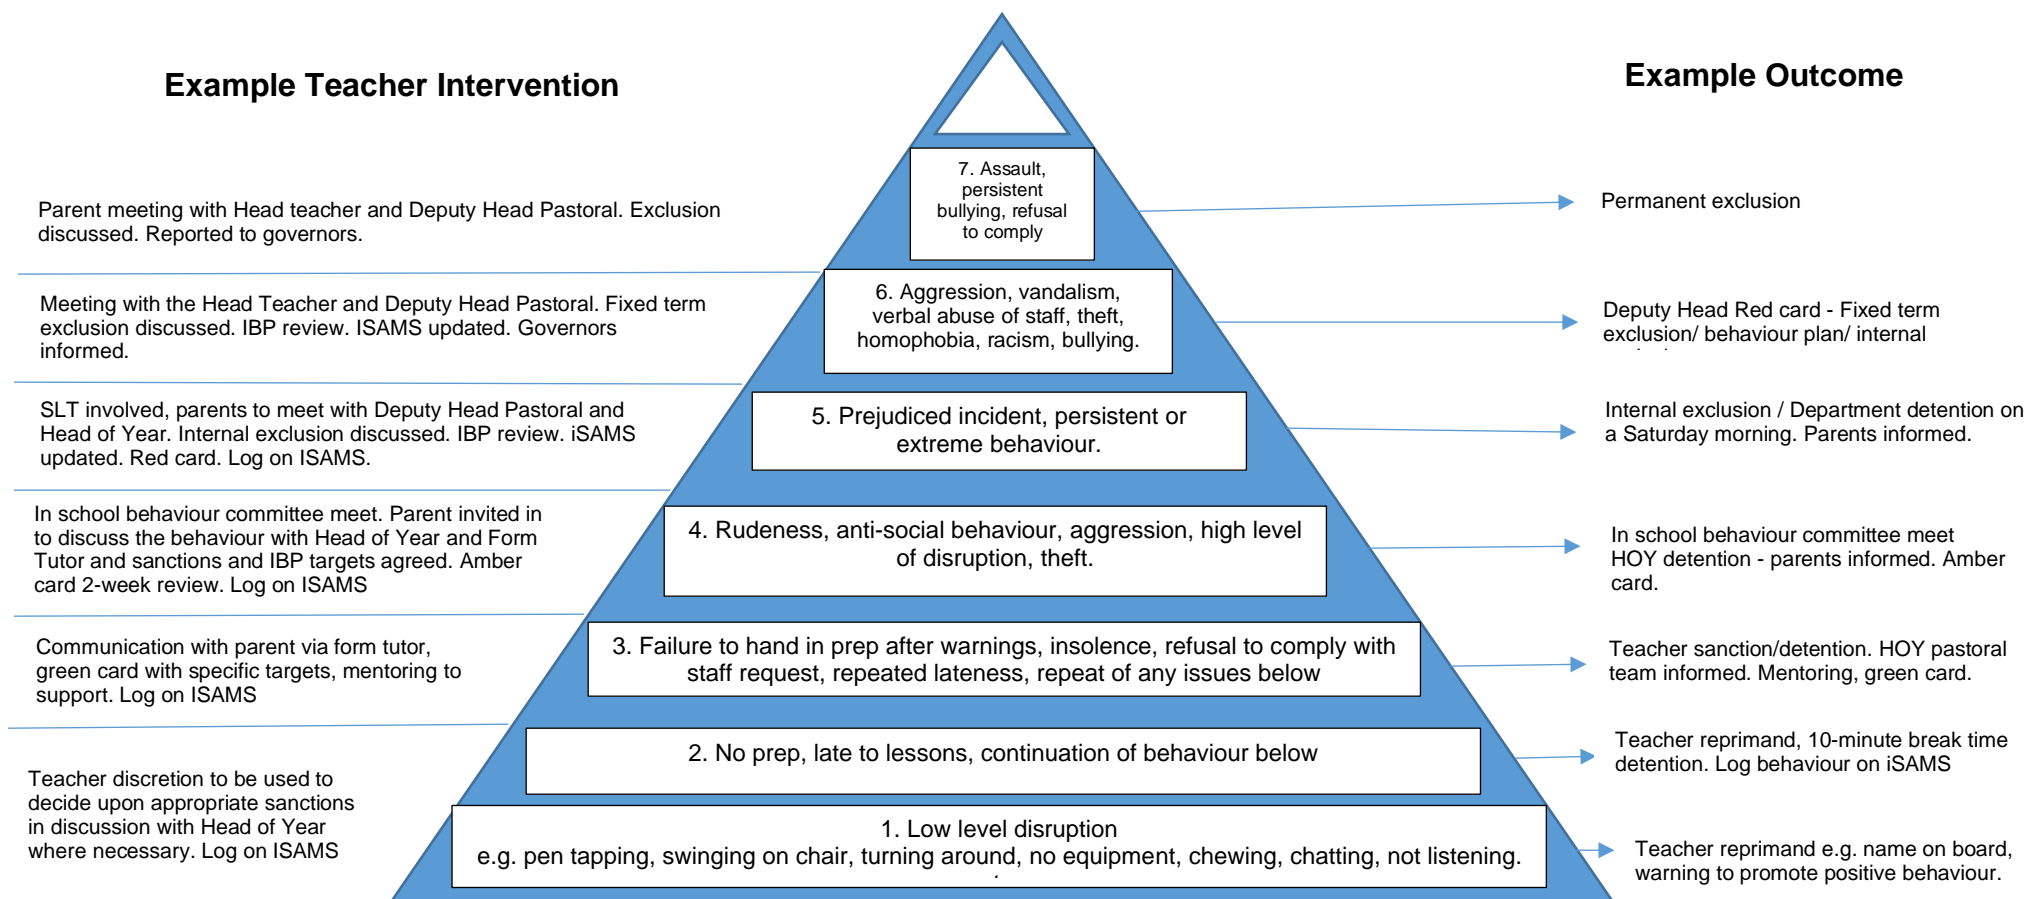 Example Teacher Intervention
Example Outcome
7. Assault,
persistent
bullying, refusal
to comply
Parent meeting with Head teacher and Deputy Head Pastoral. Exclusion
discussed. Reported to governors.
Permanent exclusion
6. Aggression, vandalism,
verbal abuse of staff, theft,
homophobia, racism, bullying.
Meeting with the Head Teacher and Deputy Head Pastoral. Fixed term
exclusion discussed. IBP review. ISAMS updated. Governors
informed.
Deputy Head Red card - Fixed term
exclusion/ behaviour plan/ internal
5. Prejudiced incident, persistent or
extreme behaviour.
SLT involved, parents to meet with Deputy Head Pastoral and
Head of Year. Internal exclusion discussed. IBP review. iSAMS
updated. Red card. Log on ISAMS.
Internal exclusion / Department detention on
a Saturday morning. Parents informed.
4. Rudeness, anti-social behaviour, aggression, high level
of disruption, theft.
In school behaviour committee meet. Parent invited in
to discuss the behaviour with Head of Year and Form
Tutor and sanctions and IBP targets agreed. Amber
card 2-week review. Log on ISAMS
In school behaviour committee meet
HOY detention - parents informed. Amber
card.
3. Failure to hand in prep after warnings, insolence, refusal to comply with
staff request, repeated lateness, repeat of any issues below
Communication with parent via form tutor,
green card with specific targets, mentoring to
support. Log on ISAMS
Teacher sanction/detention. HOY pastoral
team informed. Mentoring, green card.
2. No prep, late to lessons, continuation of behaviour below
Teacher reprimand, 10-minute break time
detention. Log behaviour on iSAMS
Teacher discretion to be used to
decide upon appropriate sanctions
in discussion with Head of Year
where necessary. Log on ISAMS
1. Low level disruption
e.g. pen tapping, swinging on chair, turning around, no equipment, chewing, chatting, not listening.
Teacher reprimand e.g. name on board,
warning to promote positive behaviour.